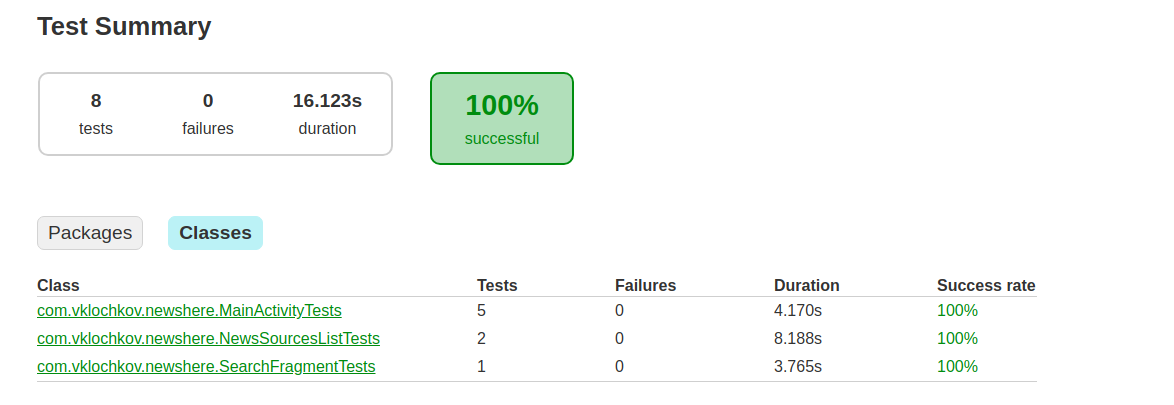 Test Summary
8 0 16.123s 100%
tests failures duration successful
Packages Classes
Class Tests Failures Duration Success rate
com.vklochkov.newshere.MainActivityTests 5 0 4.170s 100%
com.vklochkov.newshere.NewsSourcesListTests 2 0 8.188s 100%
com.vklochkov.newshere.SearchFragmentTests 1 0 3.765s 100%